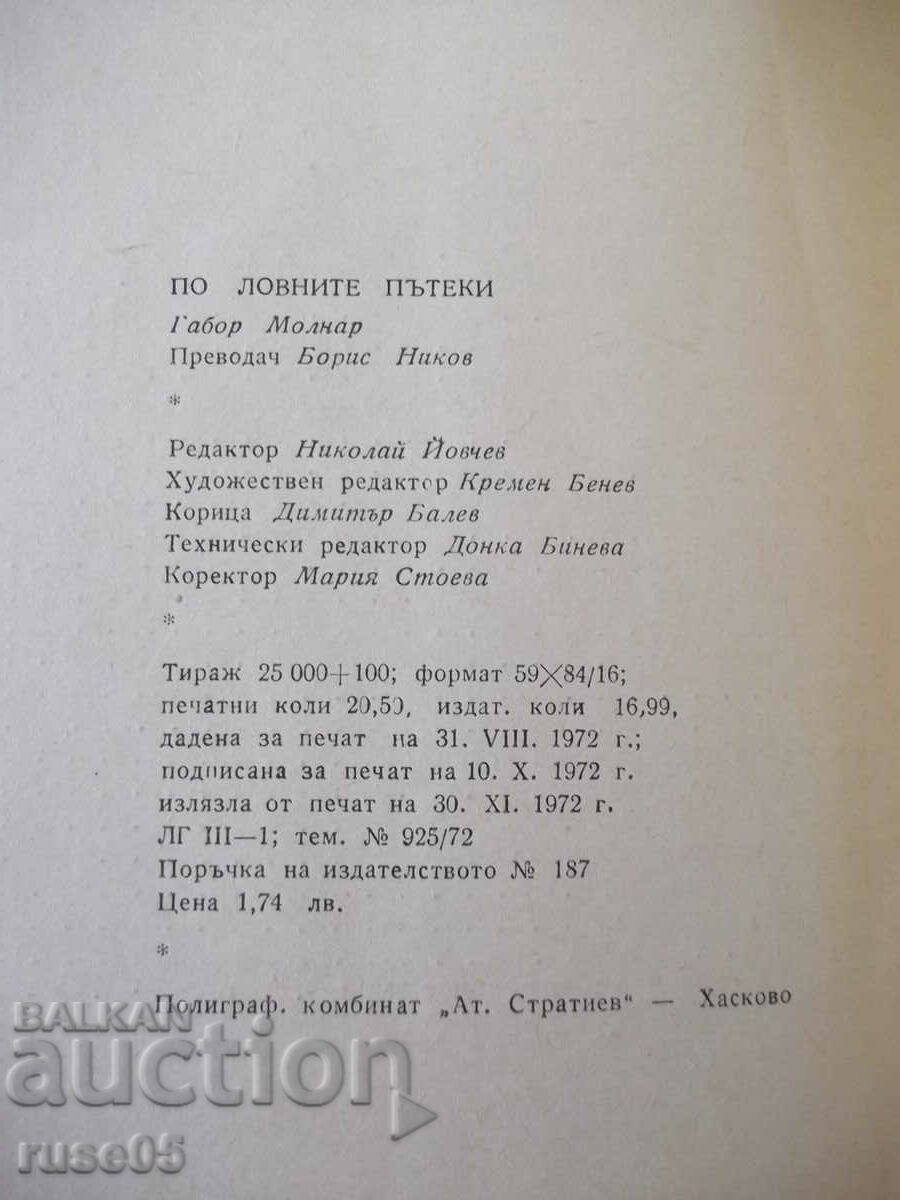 ПО ЛОВНИТЕ ПЪТЕКИ
Габор Молнар
Преводач Борис Ников
*
Редактор Николай Йовчев
Художествен редактор Кремен Бенев
Корица Димитър Балев
Технически редактор Донка Бинева
Коректор Мария Стоева
*
Тираж 25 000+100; формат 59×84/16;
печатни коли 20,50, издат. коли 16,99,
дадена за печат на 31. VIII. 1972 г.;
подписана за печат на 10. X. 1972 г.
излязла от печат на 30. XI. 1972 г.
ЛГ III—1; тем. № 925/72
Поръчка на издателството № 187
Цена 1,74 лв.
*
Полиграф. комбинат „Ат. Стратиев“ — Хасково
BALKAN
auction
ruse05